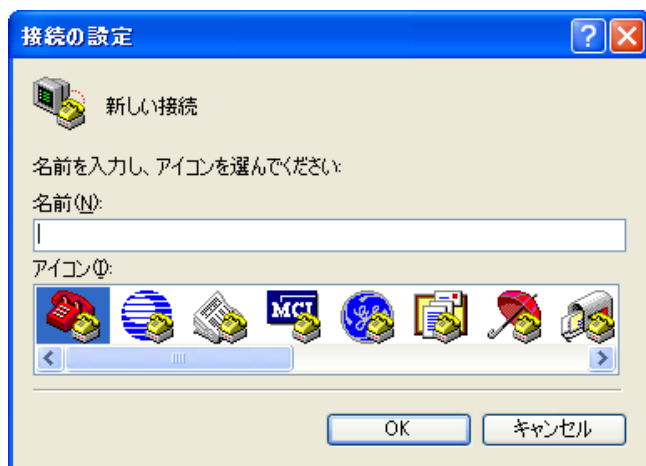 接続の設定
新しい接続
名前を入力し、アイコンを選んでください:
名前(N):
アイコン(I):
MCI
OK
キャンセル